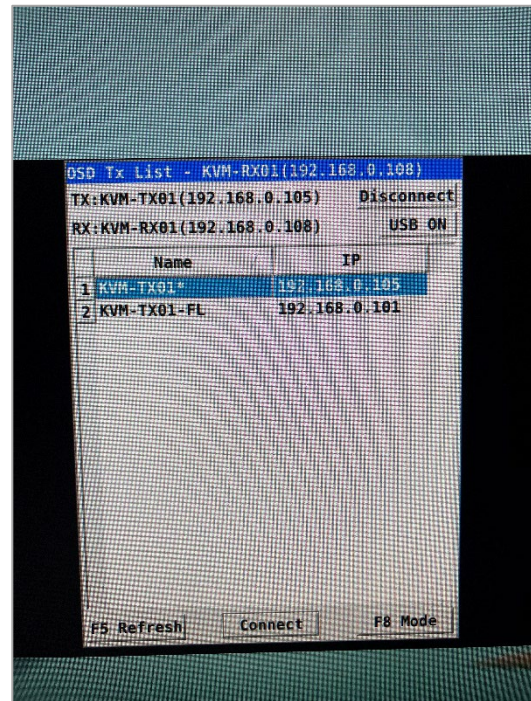 OSD Tx List - KVM-RX01(192.168.0.108)
TX:KVM-TX01(192.168.0.105) Disconnect
RX:KVM-RX01(192.168.0.108) USB ON
Name IP
1 KVM-TX01* 192.168.0.105
2 KVM-TX01-FL 192.168.0.101
F5 Refresh Connect F8 Mode